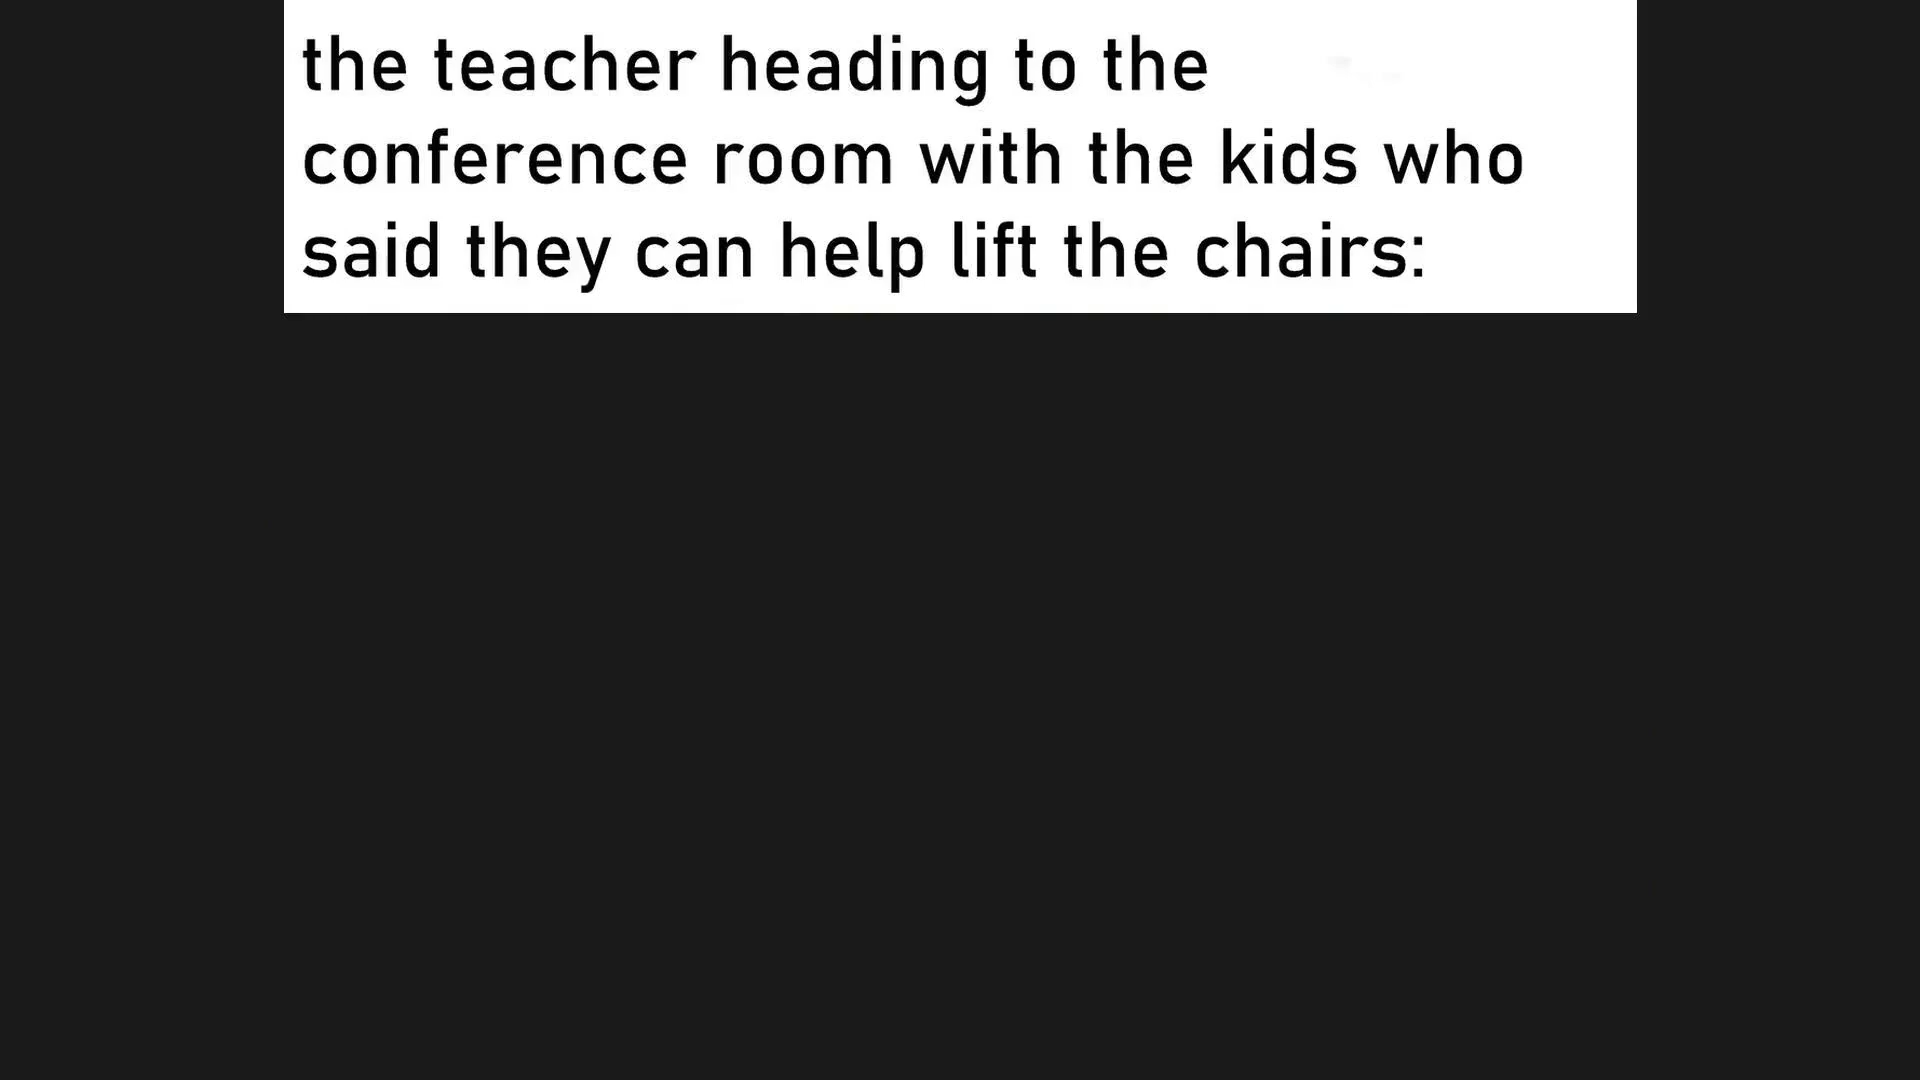 the teacher heading to the
conference room with the kids who
said they can help lift the chairs: